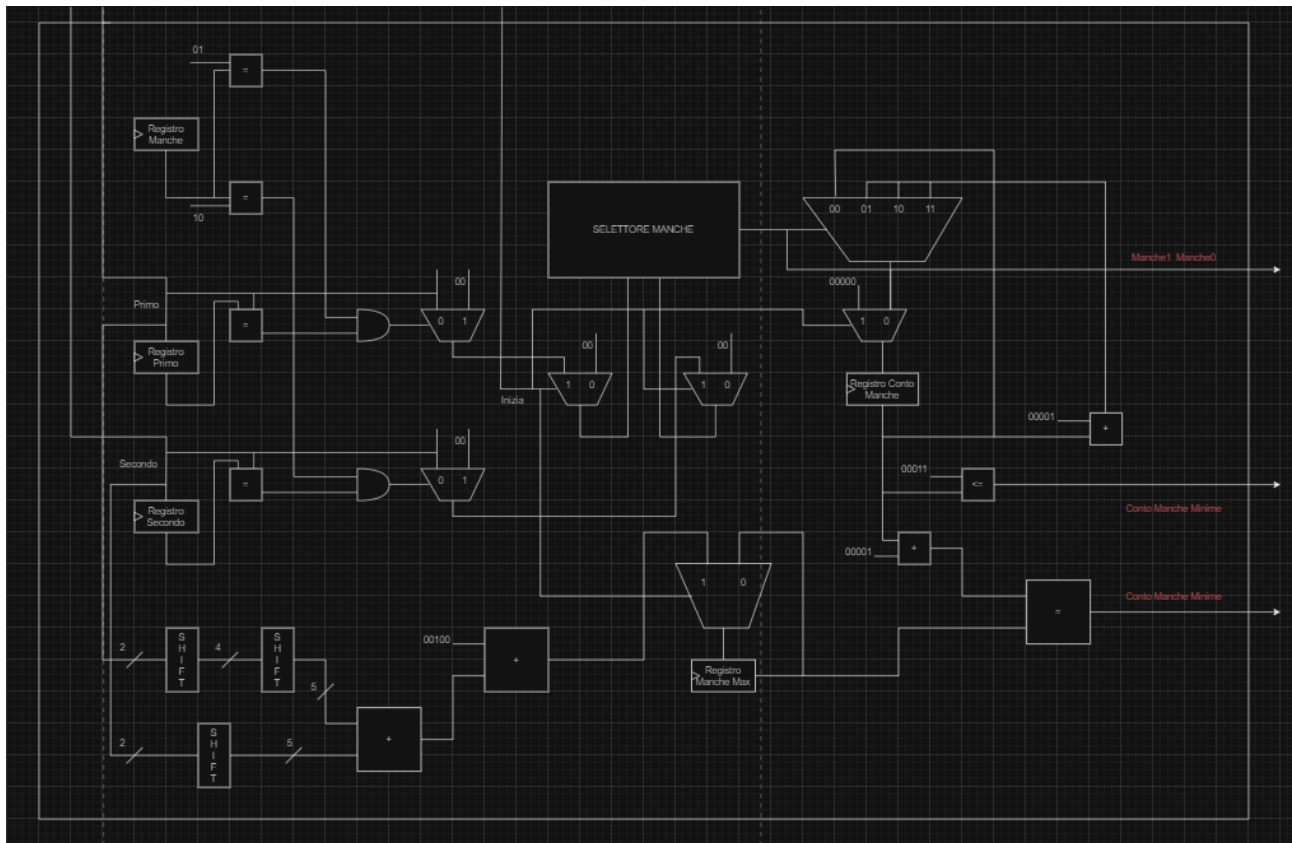 01
=
Registro
Manche
=
10
SELETTORE MANCHE
00 01 10 11
Manche1 Manche0
00
00000
Primo
=
0 1
1 0
Registro
Primo
00
00
1 0
1 0
Registro Conto
Manche
Inizia
00001
+
00
Secondo
=
0 1
00011
<=
Conto Manche Minime
Registro
Secondo
00001
+
1 0
Conto Manche Minime
=
2
S
H
I
F
T
4
S
H
I
F
T
5
00100
+
Registro
Manche Max
2
S
H
I
F
T
5
+